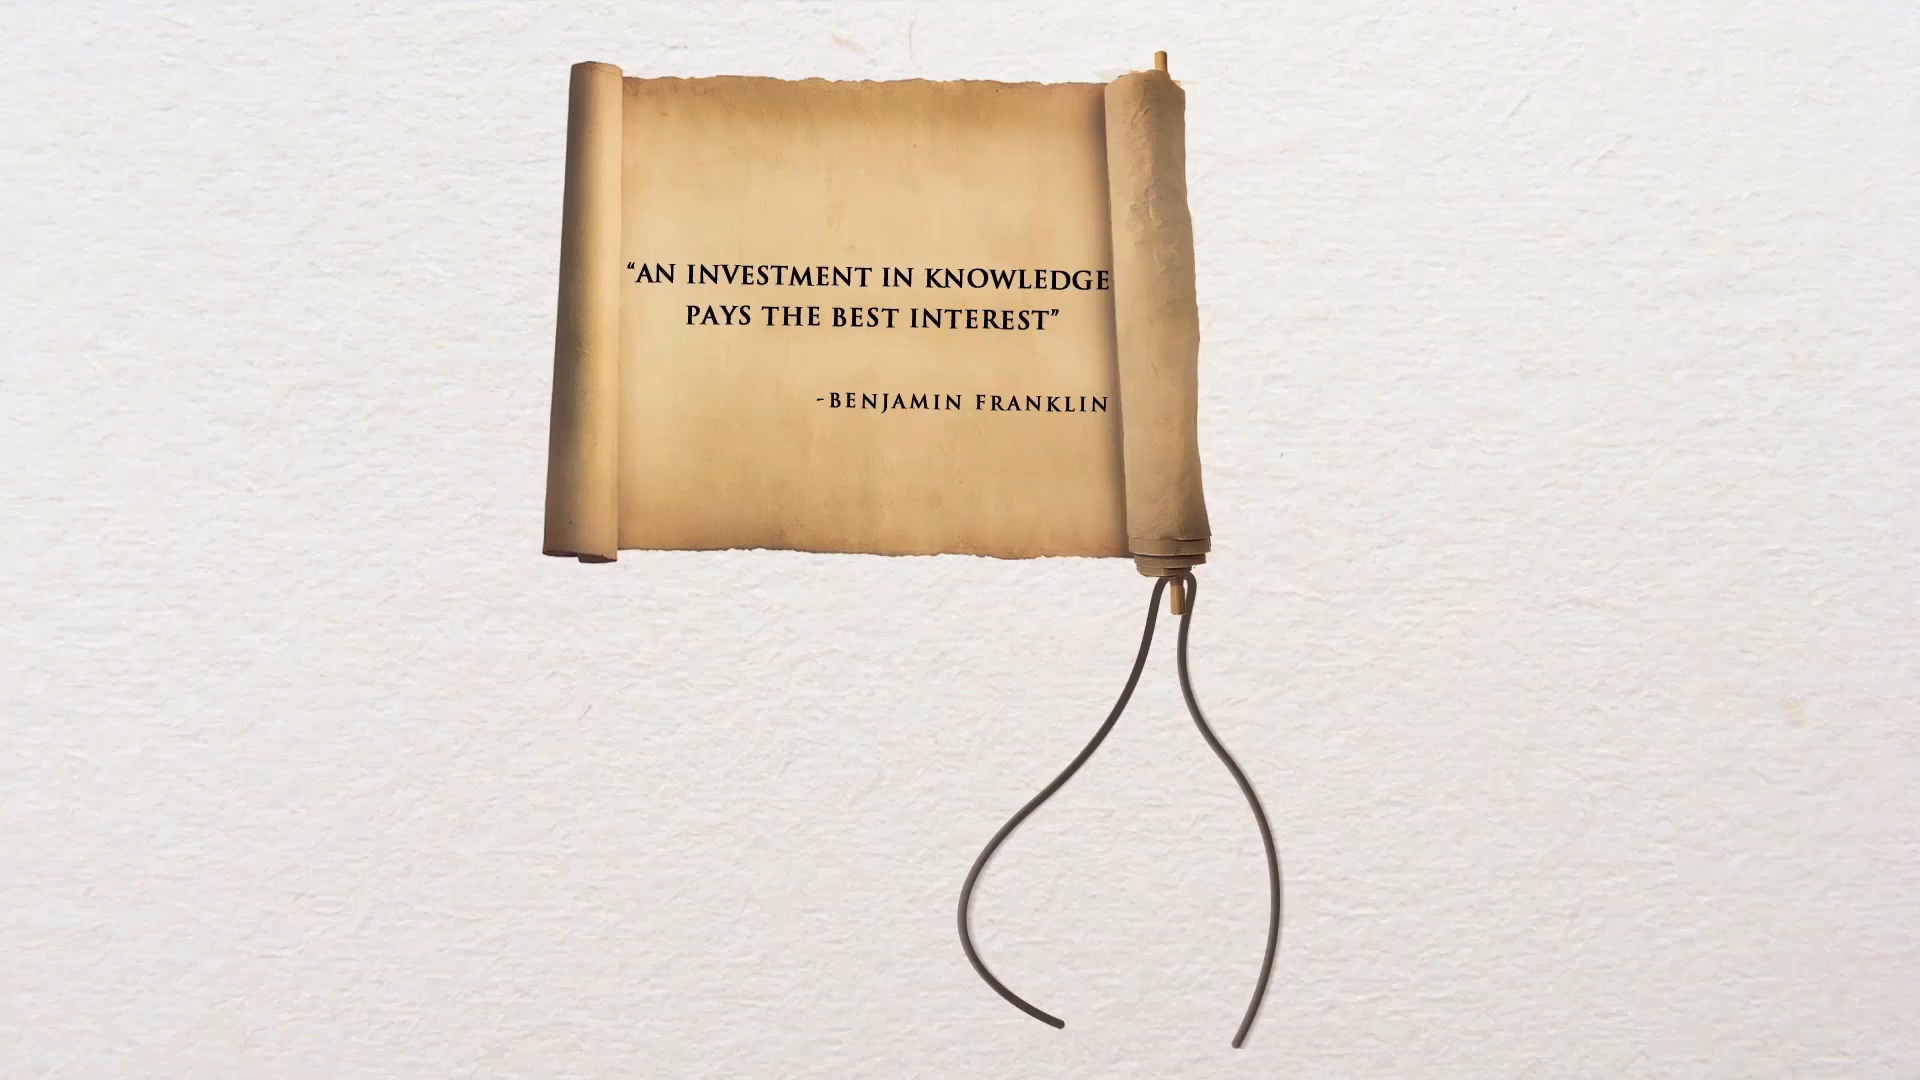 “AN INVESTMENT IN KNOWLEDGE
PAYS THE BEST INTEREST”
-BENJAMIN FRANKLIN